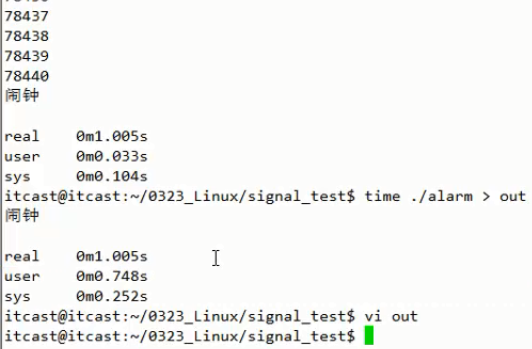 78437
78438
78439
78440
闹钟
real 0m1.005s
user 0m0.033s
sys 0m0.104s
itcast@itcast:~/0323_Linux/signal_test$ time ./alarm > out
闹钟
real 0m1.005s
user 0m0.748s
sys 0m0.252s
itcast@itcast:~/0323_Linux/signal_test$ vi out
itcast@itcast:~/0323_Linux/signal_test$